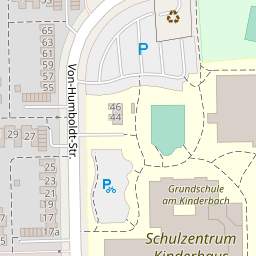 65
63
61
59
57
55
Von-Humboldt-Str.
P
46
44
29
27
25
23
21
19
17
17a
P
Grundschule
am Kinderbach
Schulzentrum
Kinderhaus